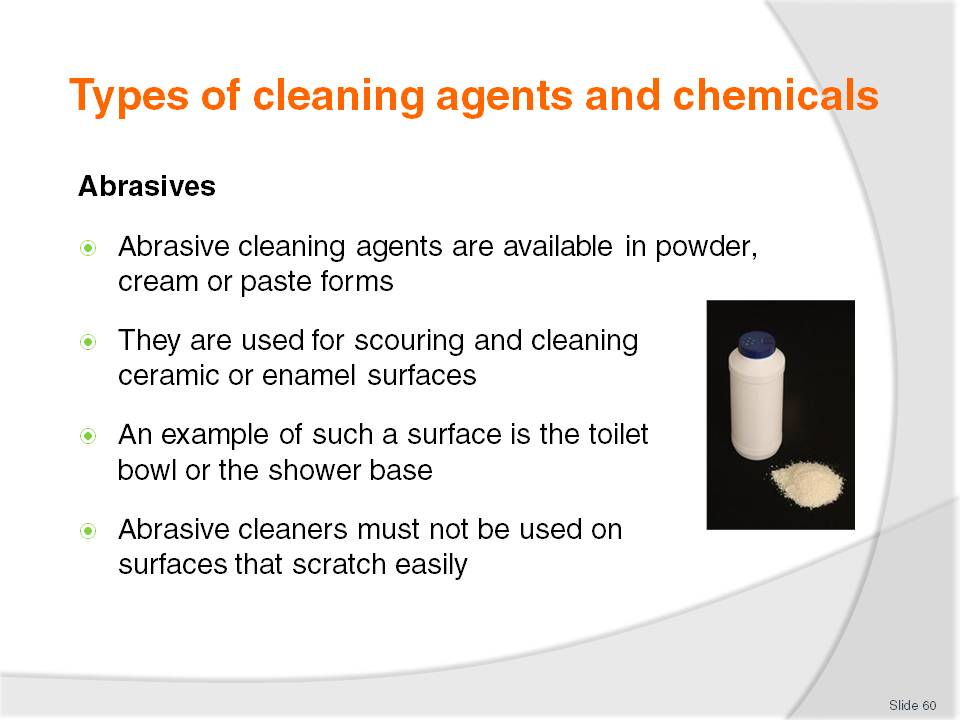 Types of cleaning agents and chemicals
Abrasives
Abrasive cleaning agents are available in powder,
cream or paste forms
They are used for scouring and cleaning
ceramic or enamel surfaces
An example of such a surface is the toilet
bowl or the shower base
Abrasive cleaners must not be used on
surfaces that scratch easily
Slide 60